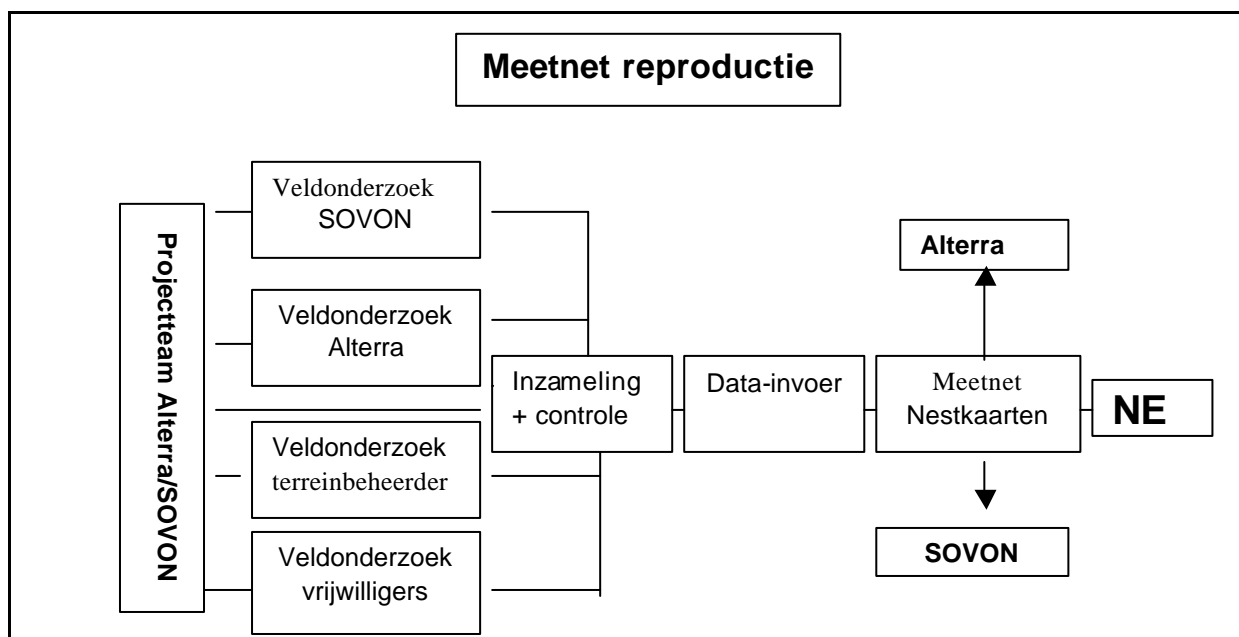 Meetnet reproductie
Projectteam Alterra/SOVON
Veldonderzoek
SOVON
Veldonderzoek
Alterra
Veldonderzoek
terreinbeheerder
Veldonderzoek
vrijwilligers
Inzameling
+ controle
Data-invoer
Meetnet
Nestkaarten
Alterra
NE
SOVON